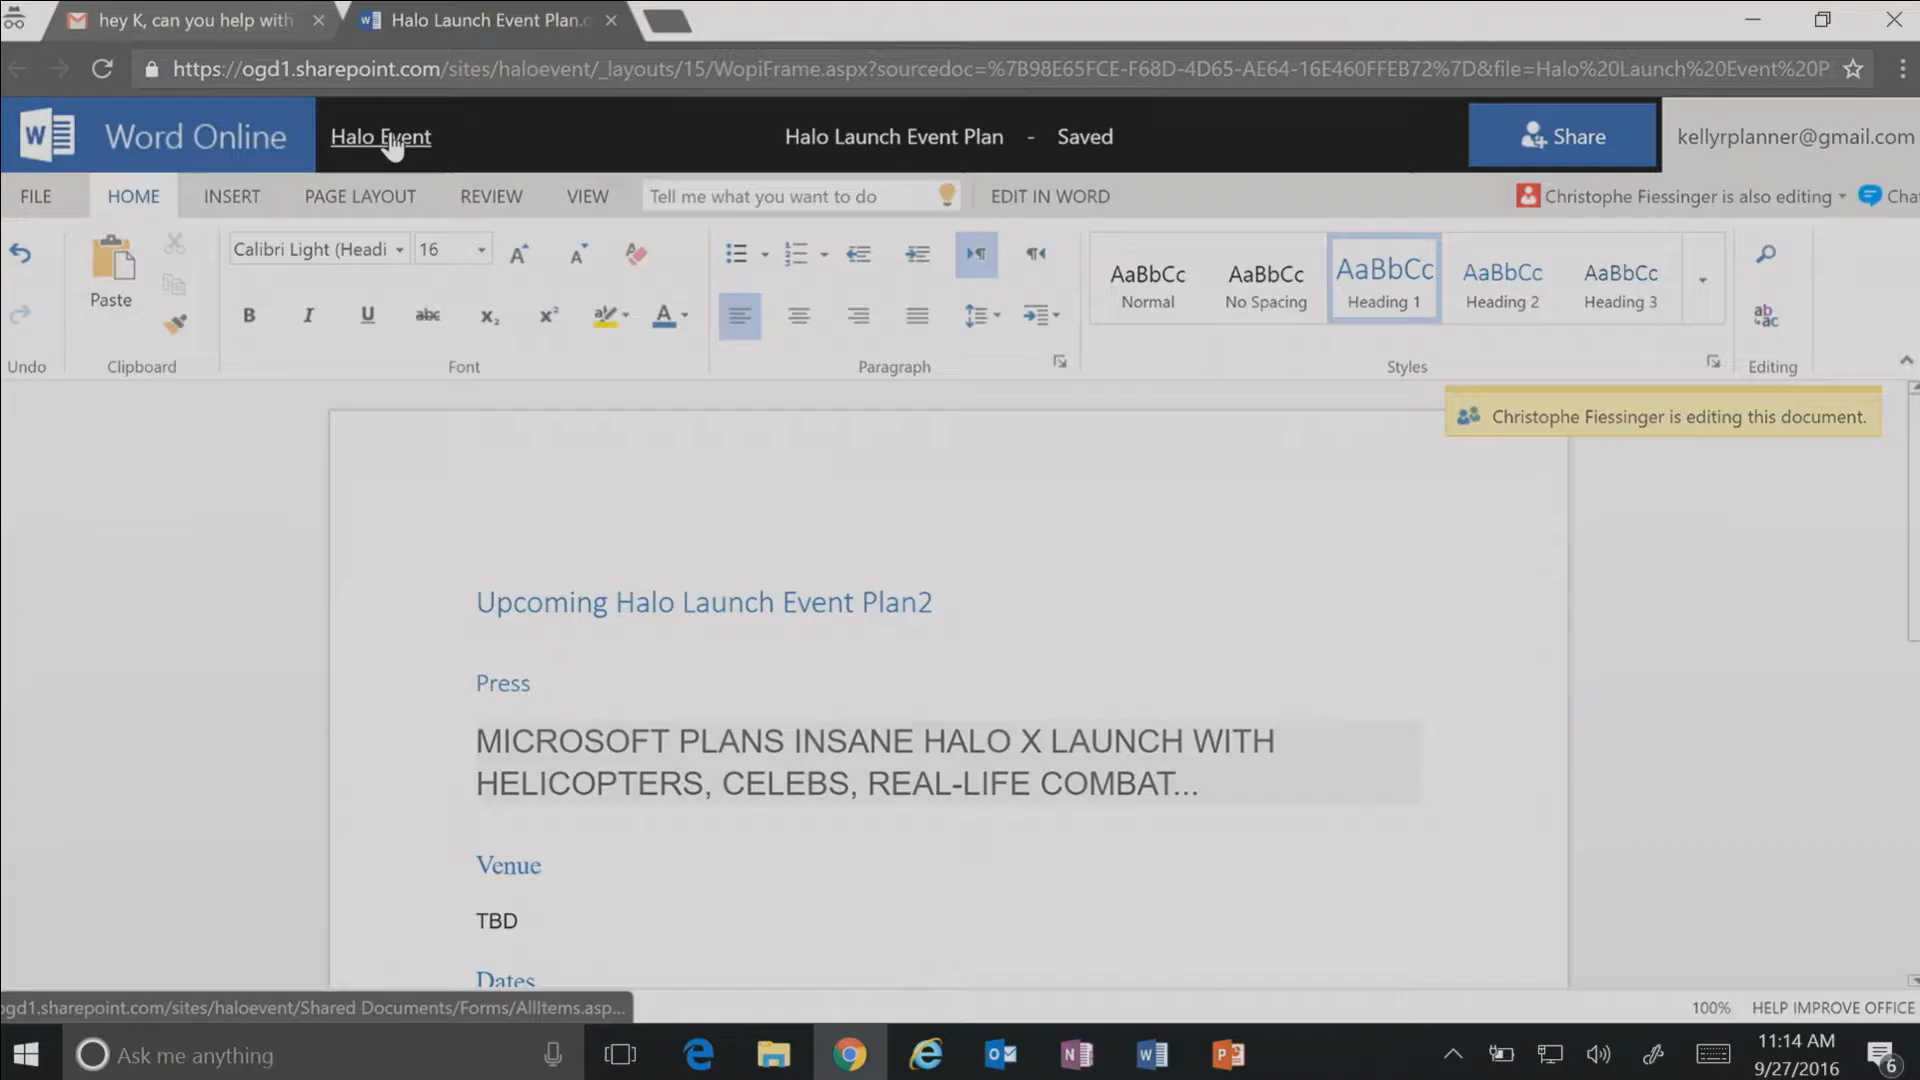 hey K, can you help with
Halo Launch Event Plan.
https://ogd1.sharepoint.com/sites/haloevent/_layouts/15/WopiFrame.aspx?sourcedoc=%7B98E65FCE-F68D-4D65-AE64-16E460FFEB72%7D&file=Halo%20Launch%20Event%20P
Word Online
Halo Event
Halo Launch Event Plan - Saved
Share
kellyrplanner@gmail.com
FILE HOME INSERT PAGE LAYOUT REVIEW VIEW Tell me what you want to do EDIT IN WORD
Christophe Fiessinger is also editing
Calibri Light (Headi 16
Paste
AaBbCc AaBbCc AaBbCc AaBbCc AaBbCc
Normal No Spacing Heading 1 Heading 2 Heading 3
Undo Clipboard Font Paragraph Styles Editing
Christophe Fiessinger is editing this document.
Upcoming Halo Launch Event Plan2
Press
MICROSOFT PLANS INSANE HALO X LAUNCH WITH
HELICOPTERS, CELEBS, REAL-LIFE COMBAT...
Venue
TBD
Dates
ogd1.sharepoint.com/sites/haloevent/Shared Documents/Forms/AllItems.asp...
100% HELP IMPROVE OFFICE
Ask me anything
11:14 AM
9/27/2016
6